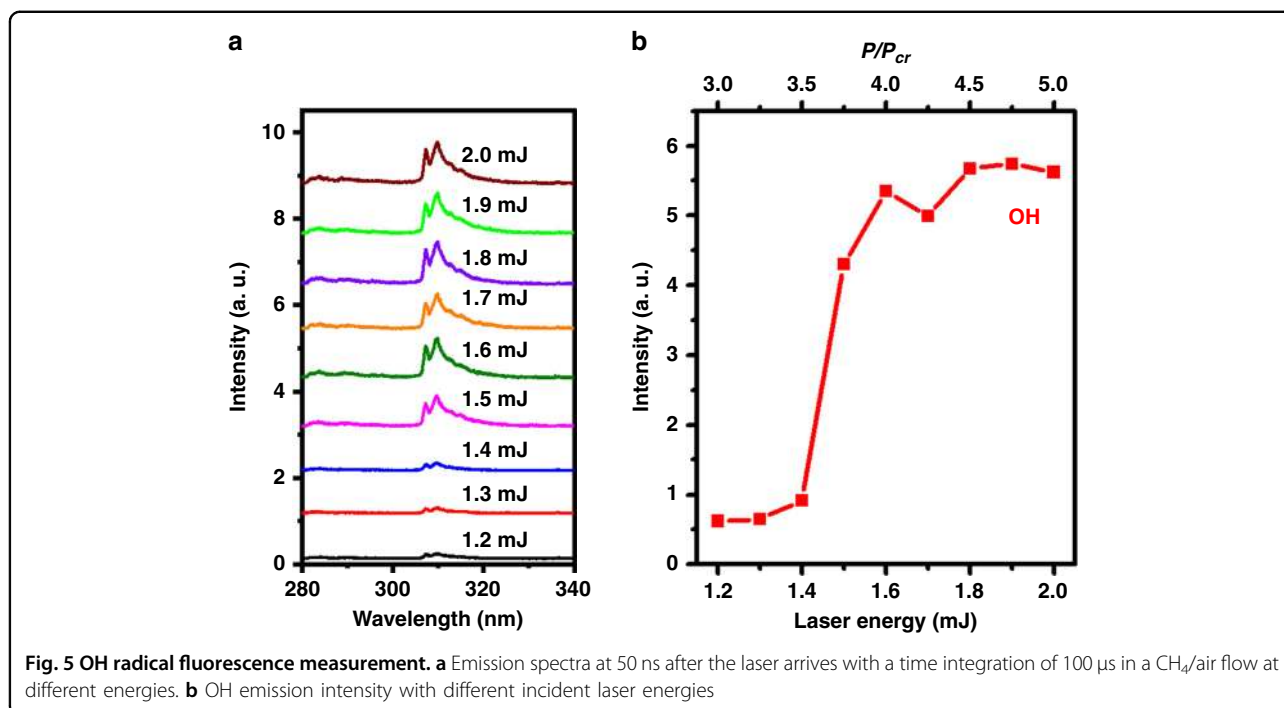 a
10
8
6
4
2
0
280
300
320
340
Intensity (a. u.)
Wavelength (nm)
2.0 mJ
1.9 mJ
1.8 mJ
1.7 mJ
1.6 mJ
1.5 mJ
1.4 mJ
1.3 mJ
1.2 mJ
b
P/Pcr
3.0
3.5
4.0
4.5
5.0
6
5
4
3
2
1
0
Intensity (a. u.)
OH
1.2
1.4
1.6
1.8
2.0
Laser energy (mJ)
Fig. 5 OH radical fluorescence measurement. a Emission spectra at 50 ns after the laser arrives with a time integration of 100 μs in a CH₄/air flow at
different energies. b OH emission intensity with different incident laser energies